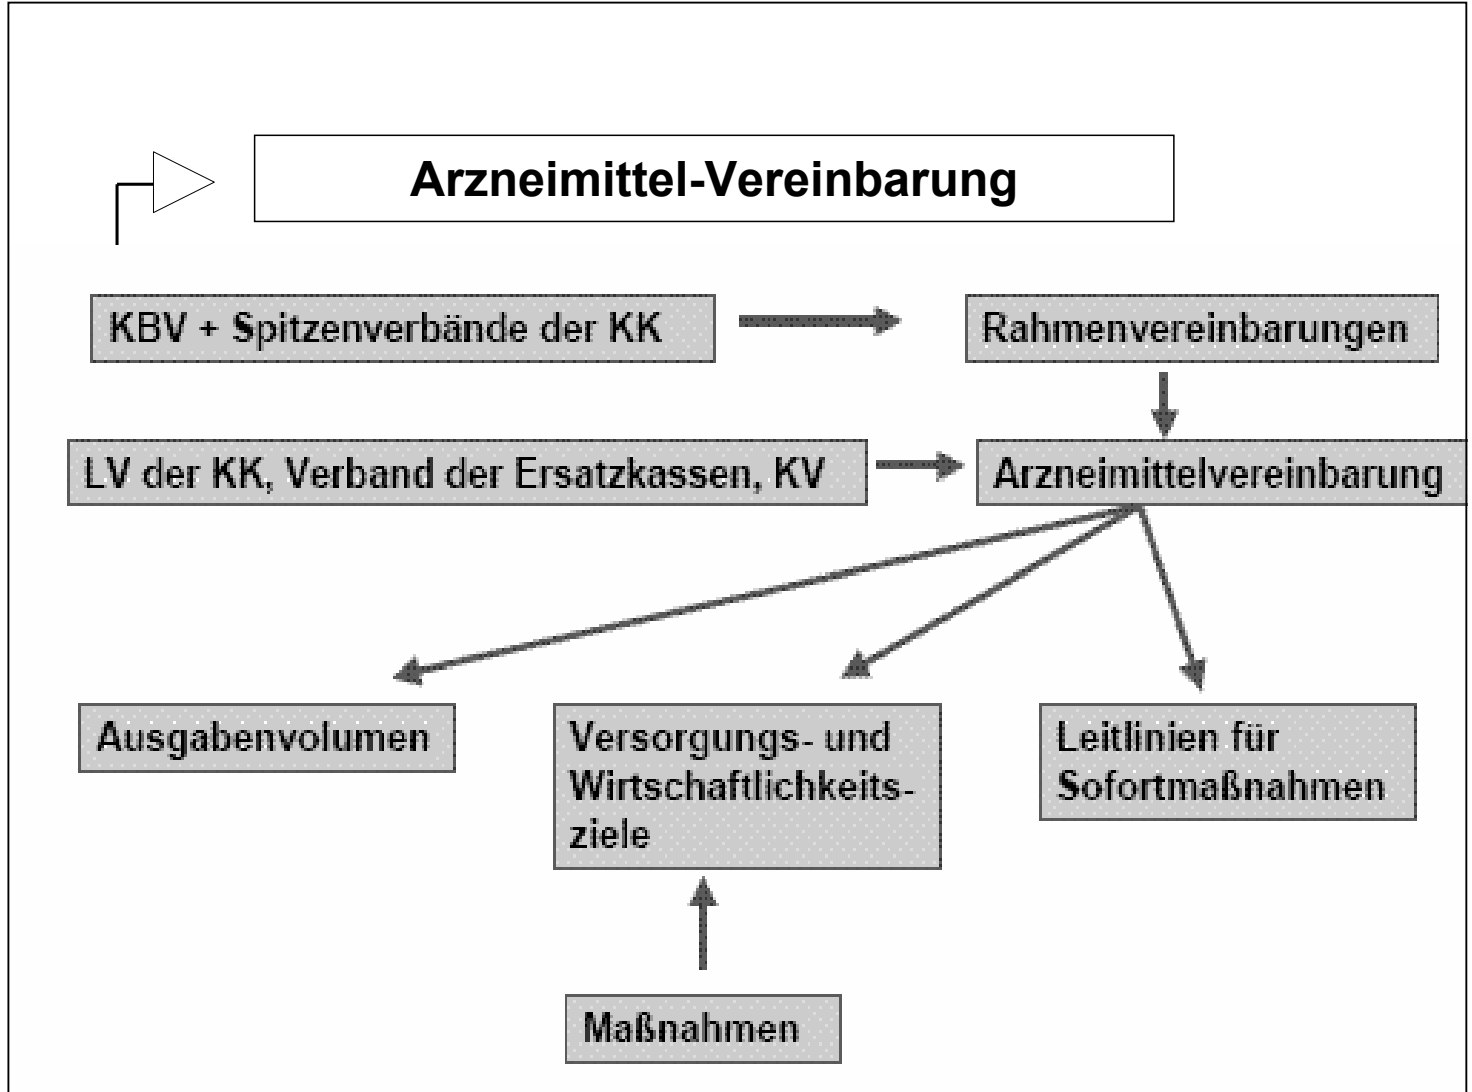 Arzneimittel-Vereinbarung
KBV + Spitzenverbände der KK
Rahmenvereinbarungen
LV der KK, Verband der Ersatzkassen, KV
Arzneimittelvereinbarung
Ausgabenvolumen
Versorgungs- und
Wirtschaftlichkeits-
ziele
Leitlinien für
Sofortmaßnahmen
Maßnahmen